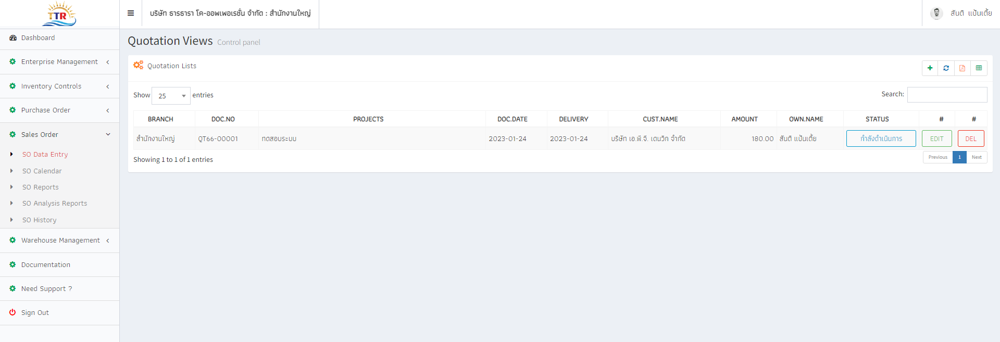 TTR
บริษัท ธารธารา โค-ออพเพอเรชั่น จำกัด : สำนักงานใหญ่
สันติ แป้นเตี้ย
Dashboard
Enterprise Management
Inventory Controls
Purchase Order
Sales Order
SO Data Entry
SO Calendar
SO Reports
SO Analysis Reports
SO History
Warehouse Management
Documentation
Need Support ?
Sign Out
Quotation Views Control panel
Quotation Lists
Show 25 entries
Search:
BRANCH DOC.NO PROJECTS DOC.DATE DELIVERY CUST.NAME AMOUNT OWN.NAME STATUS # #
สำนักงานใหญ่ QT66-00001 ทดสอบระบบ 2023-01-24 2023-01-24 บริษัท เอ.พี.จี. เดนวิก จำกัด 180.00 สันติ แป้นเตี้ย กำลังดำเนินการ EDIT DEL
Showing 1 to 1 of 1 entries
Previous 1 Next